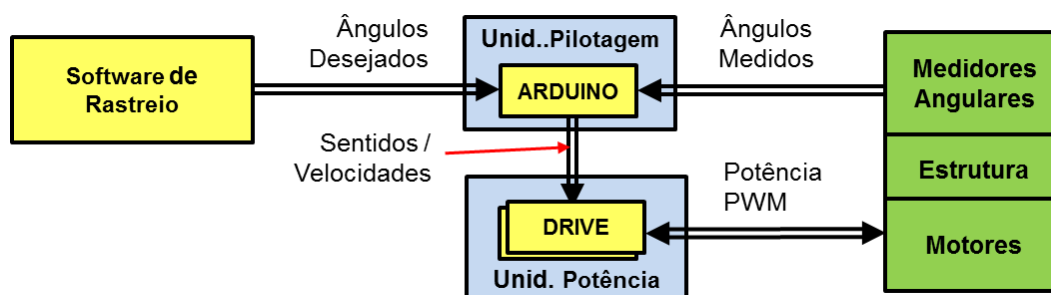 Software de
Rastreio
Ângulos
Desejados
Unid..Pilotagem
ARDUINO
Ângulos
Medidos
Medidores
Angulares
Estrutura
Motores
Sentidos /
Velocidades
Potência
PWM
DRIVE
Unid. Potência